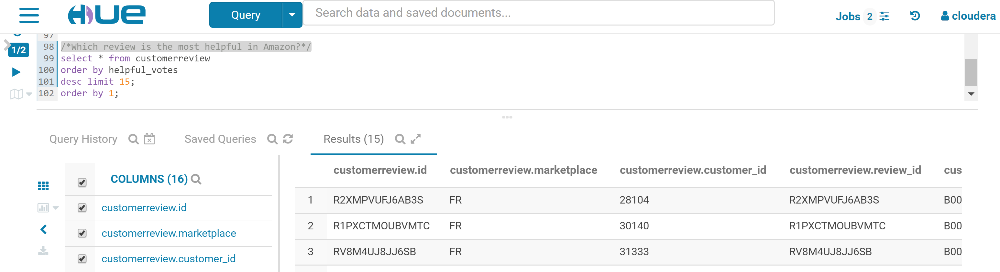 HUE
Query
Search data and saved documents...
Jobs 2
cloudera
97
1/2
98 /*Which review is the most helpful in Amazon?*/
99 select * from customerreview
100 order by helpful_votes
101 desc limit 15;
102 order by 1;
Query History
Saved Queries
Results (15)
COLUMNS (16)
customerreview.id
customerreview.marketplace
customerreview.customer_id
customerreview.id customerreview.marketplace customerreview.customer_id customerreview.review_id cus
1 R2XMPVUFJ6AB3S FR 28104 R2XMPVUFJ6AB3S B00
2 R1PXCTMOUBVMTC FR 30140 R1PXCTMOUBVMTC B00
3 RV8M4UJ8JJ6SB FR 31333 RV8M4UJ8JJ6SB B00